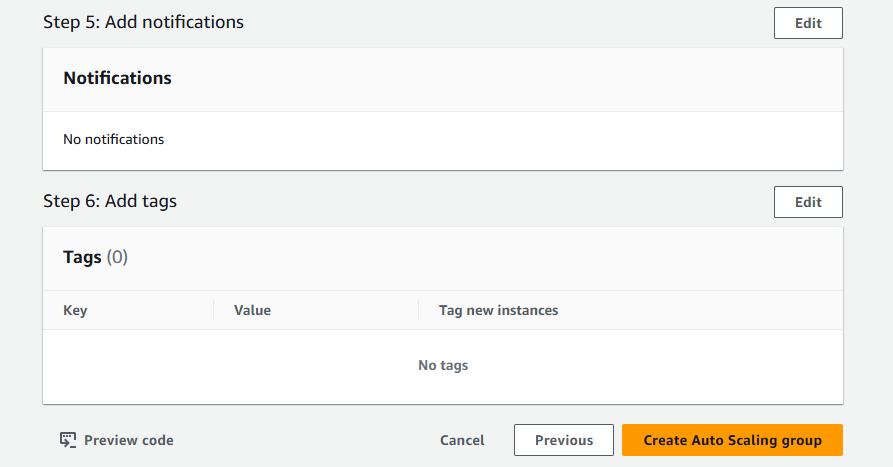 Step 5: Add notifications
Edit
Notifications
No notifications
Step 6: Add tags
Edit
Tags (0)
Key Value Tag new instances
No tags
Preview code Cancel Previous Create Auto Scaling group